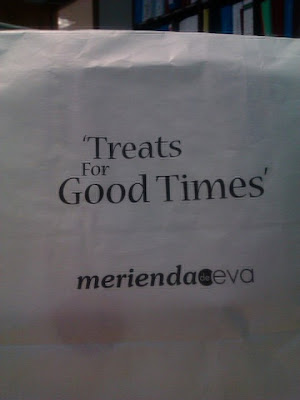 'Treats
For
Good Times'
merienda de eva